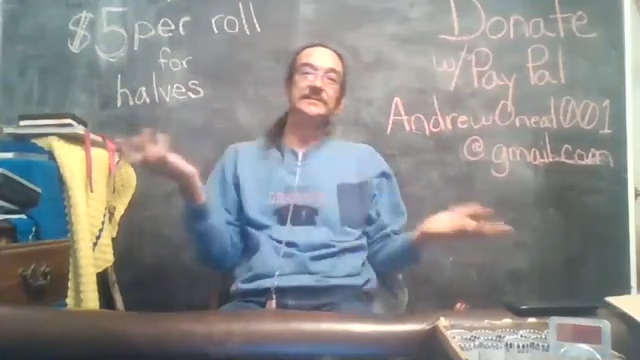 $5 per roll
for
halves
Donate
w/PayPal
AndrewOneal001
@gmail.com